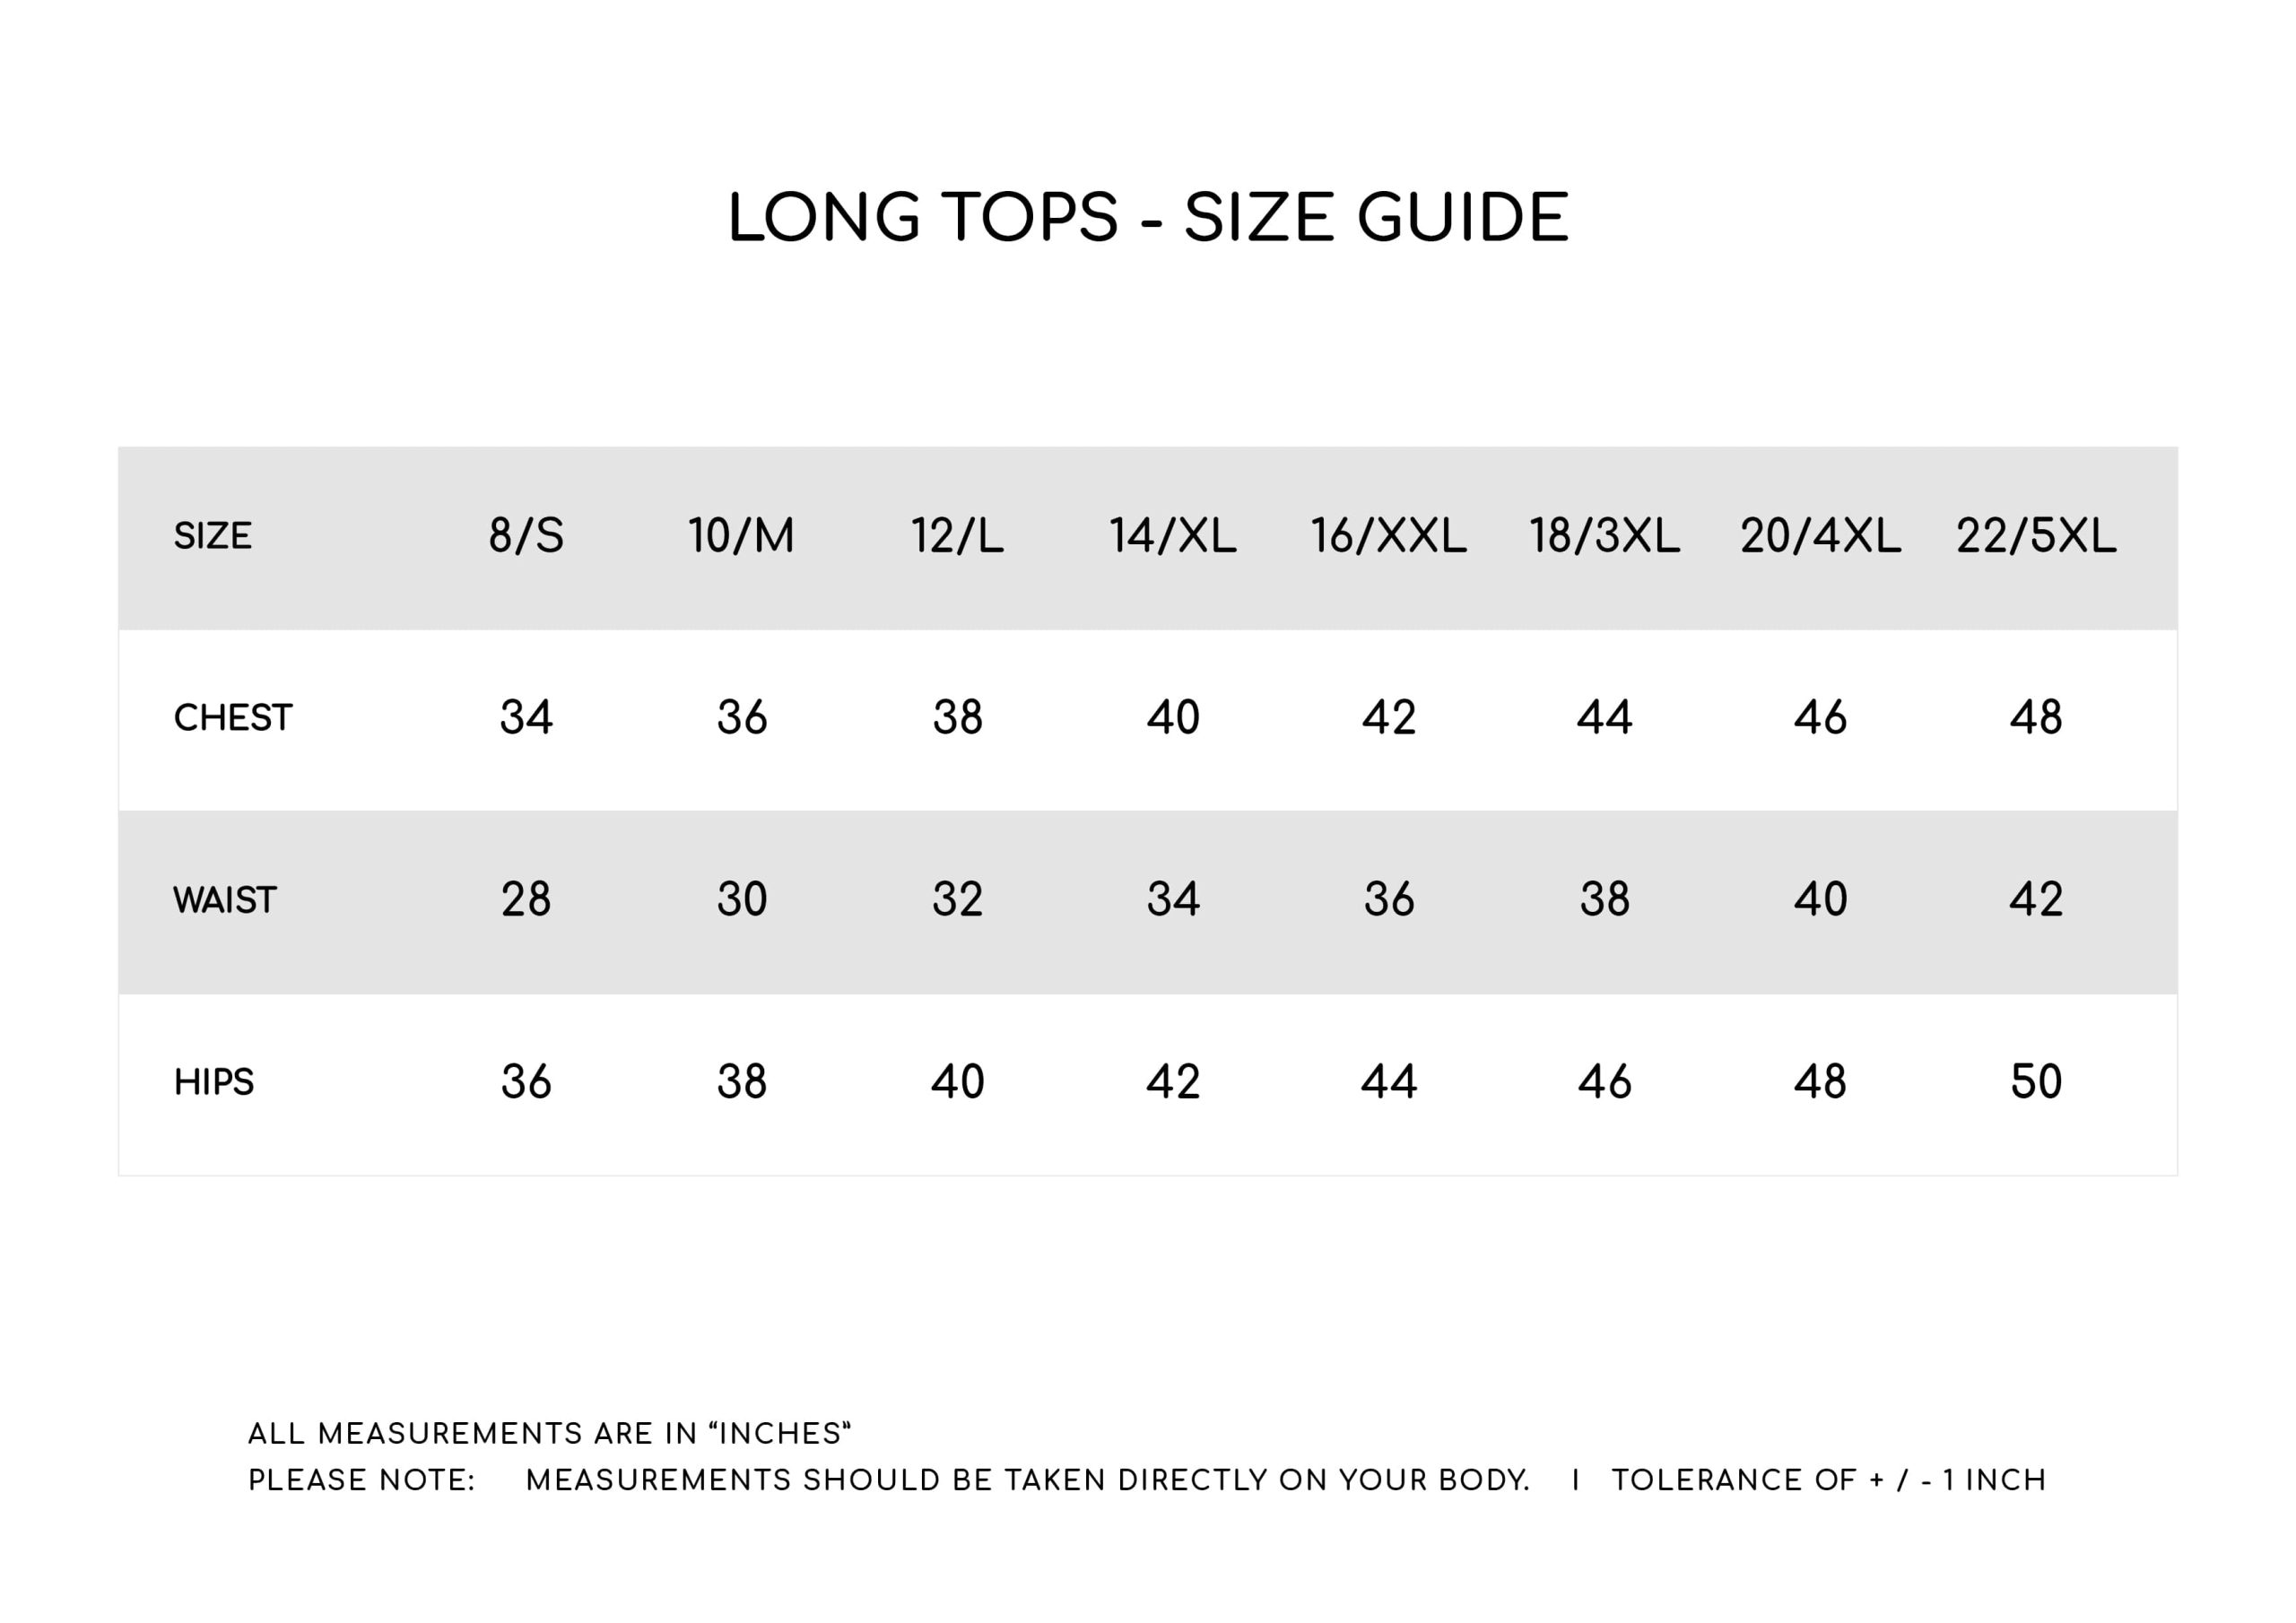 LONG TOPS - SIZE GUIDE
SIZE 8/S 10/M 12/L 14/XL 16/XXL 18/3XL 20/4XL 22/5XL
CHEST 34 36 38 40 42 44 46 48
WAIST 28 30 32 34 36 38 40 42
HIPS 36 38 40 42 44 46 48 50
ALL MEASUREMENTS ARE IN “INCHES”
PLEASE NOTE: MEASUREMENTS SHOULD BE TAKEN DIRECTLY ON YOUR BODY. | TOLERANCE OF + / - 1 INCH